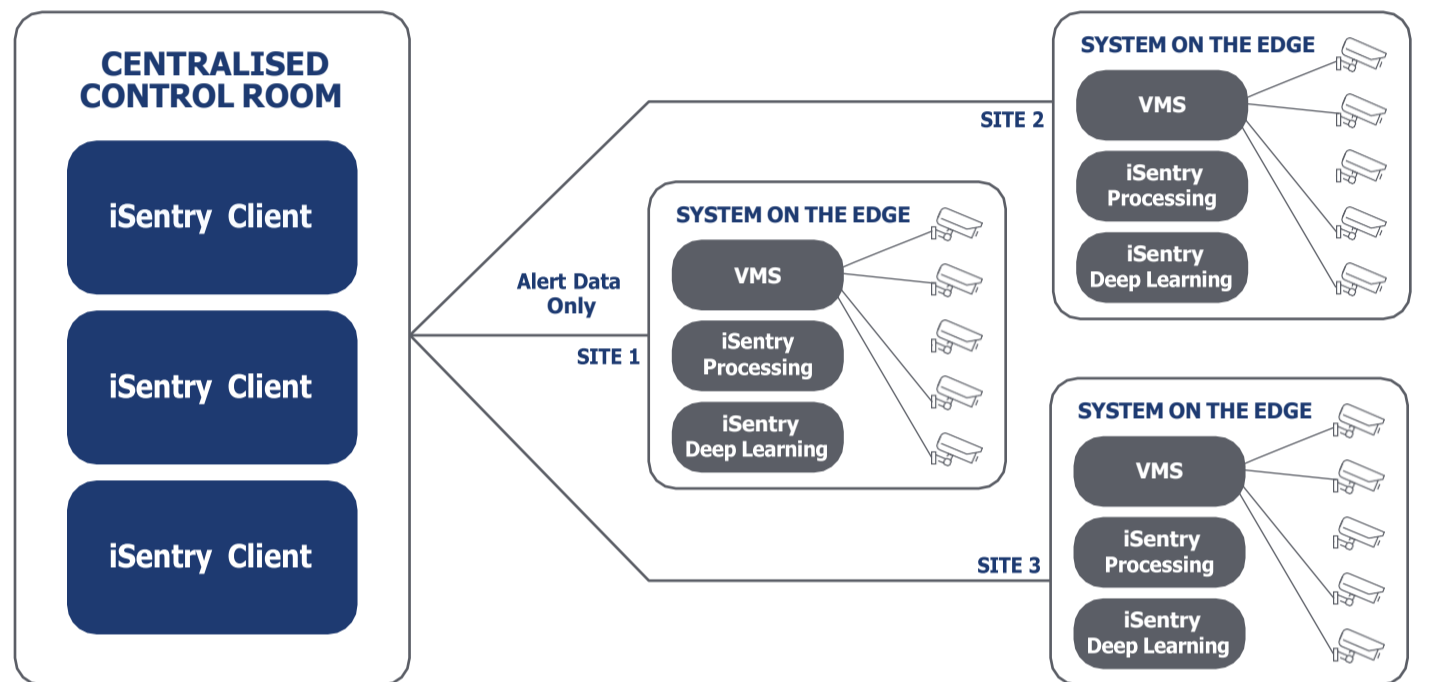 CENTRALISED
CONTROL ROOM
iSentry Client
iSentry Client
iSentry Client
Alert Data
Only
SITE 1
SYSTEM ON THE EDGE
VMS
iSentry
Processing
iSentry
Deep Learning
SITE 2
SYSTEM ON THE EDGE
VMS
iSentry
Processing
iSentry
Deep Learning
SITE 3
SYSTEM ON THE EDGE
VMS
iSentry
Processing
iSentry
Deep Learning